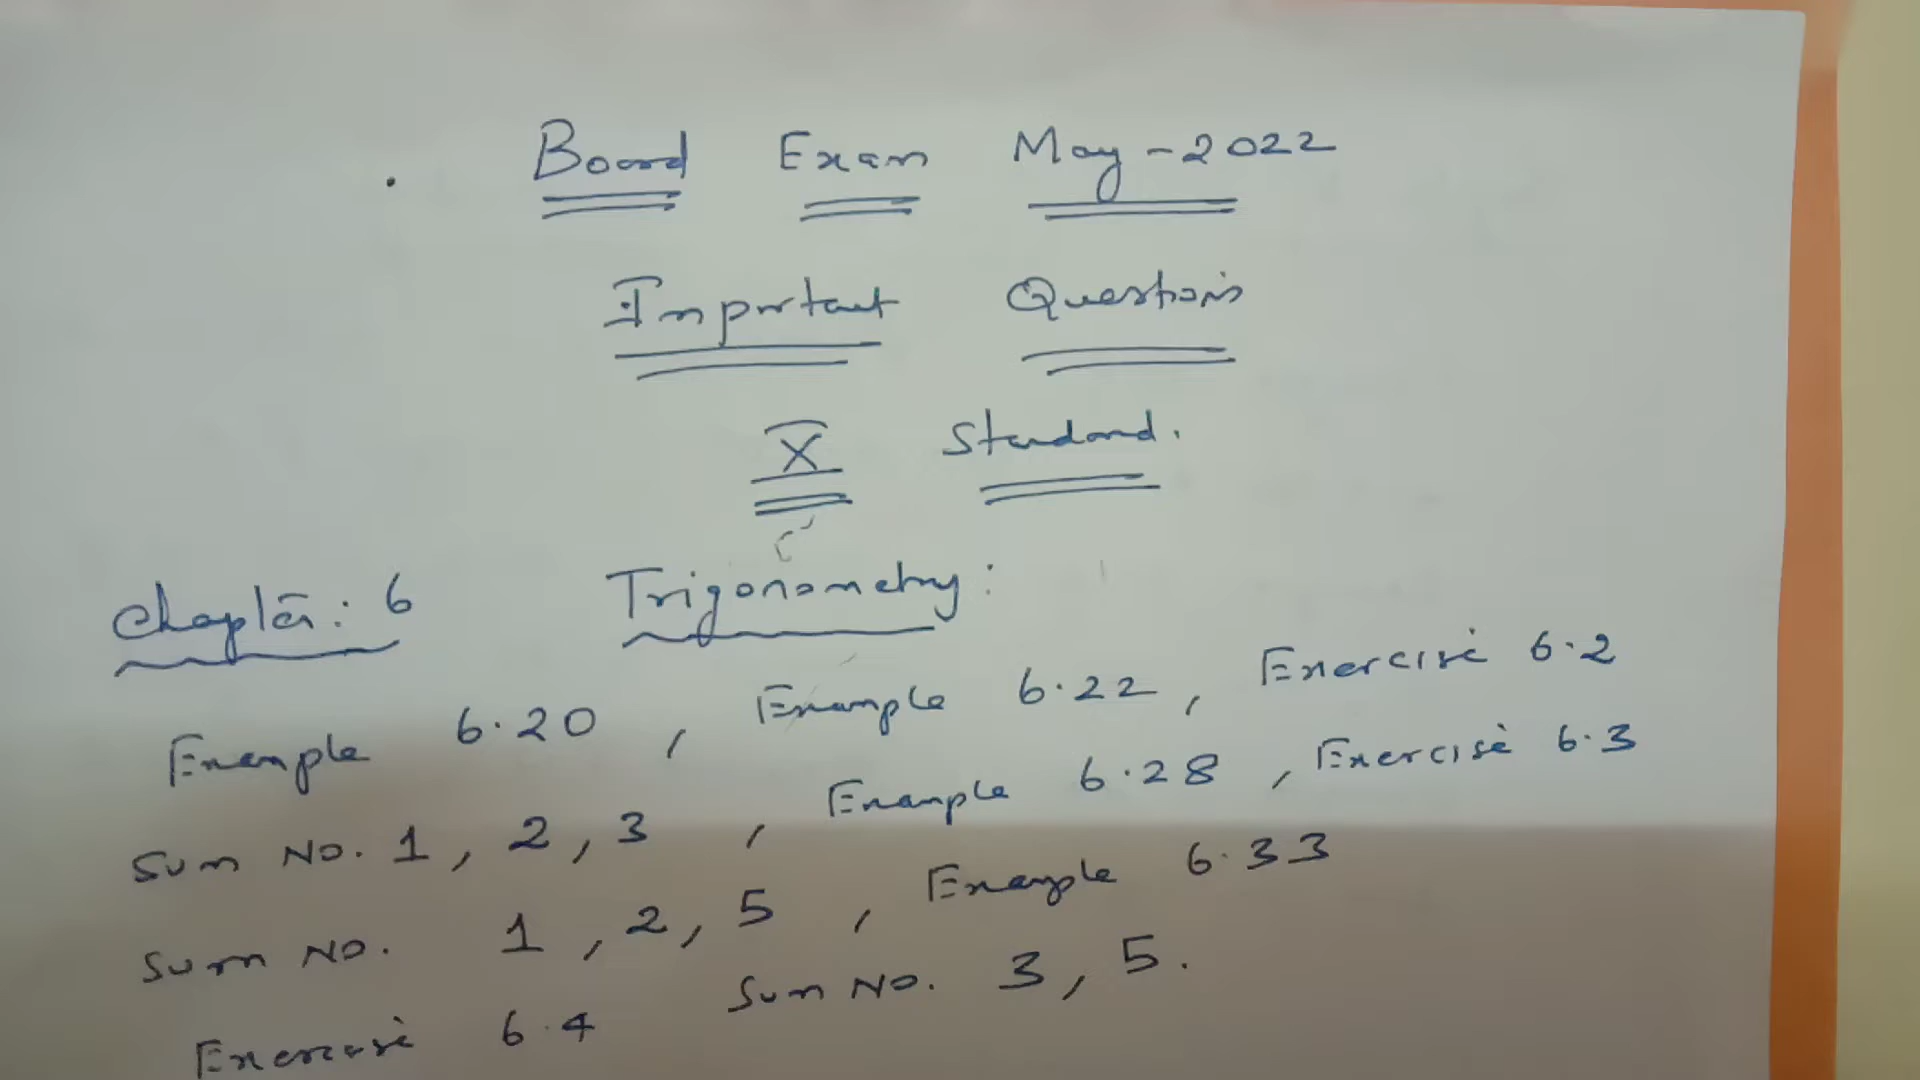 Board Exam May - 2022
Important Questions
X Standard.
Chapter: 6 Trigonometry:
Example 6.20 , Example 6.22 , Exercise 6.2
Sum No. 1 , 2 , 3 , Example 6.28 , Exercise 6.3
Sum No. 1 , 2 , 5 , Example 6.33
Exercise 6.4 Sum No. 3 , 5.